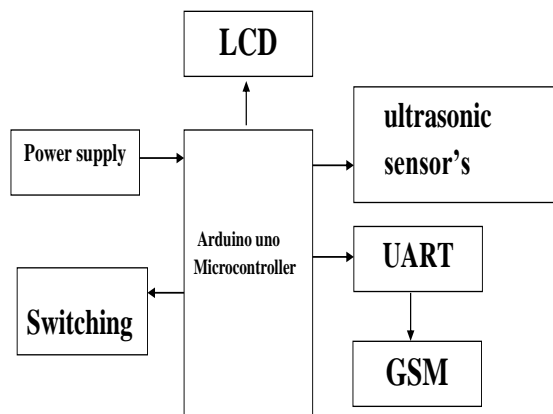 LCD
ultrasonic
sensor's
Power supply
Arduino uno
Microcontroller
UART
Switching
GSM